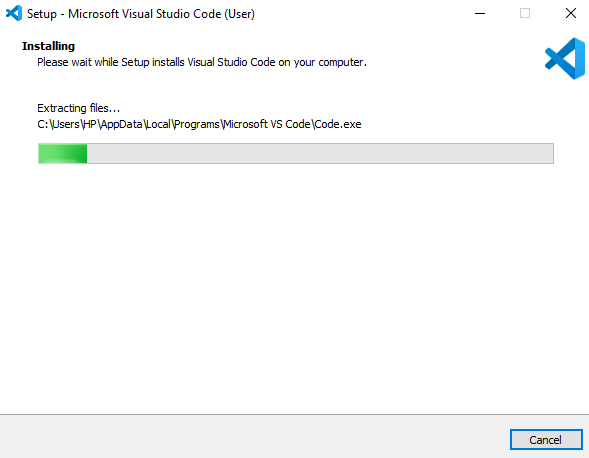 Setup - Microsoft Visual Studio Code (User)
Installing
Please wait while Setup installs Visual Studio Code on your computer.
Extracting files...
C:\Users\HP\AppData\Local\Programs\Microsoft VS Code\Code.exe
Cancel